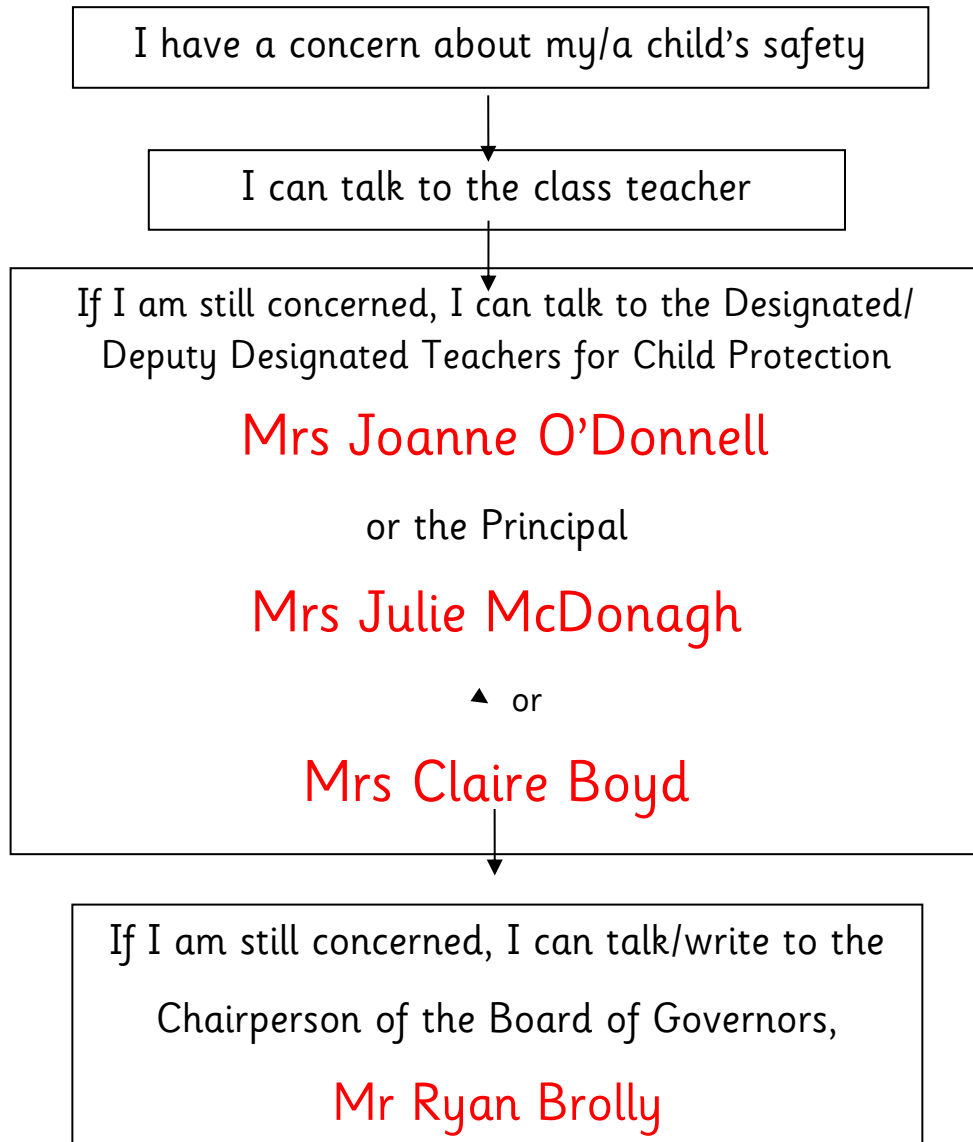 I have a concern about my/a child’s safety
I can talk to the class teacher
If I am still concerned, I can talk to the Designated/
Deputy Designated Teachers for Child Protection
Mrs Joanne O’Donnell
or the Principal
Mrs Julie McDonagh
or
Mrs Claire Boyd
If I am still concerned, I can talk/write to the
Chairperson of the Board of Governors,
Mr Ryan Brolly